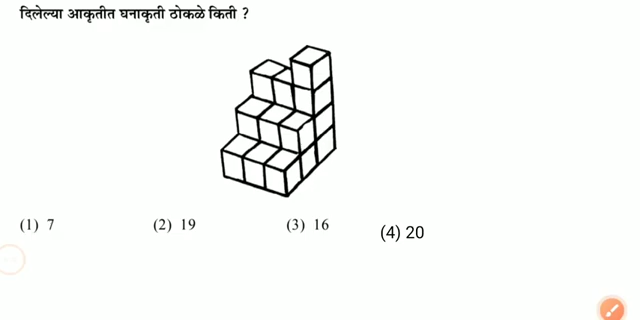 दिलेल्या आकृतीत घनाकृती ठोकळे किती ?
(1) 7 (2) 19 (3) 16 (4) 20